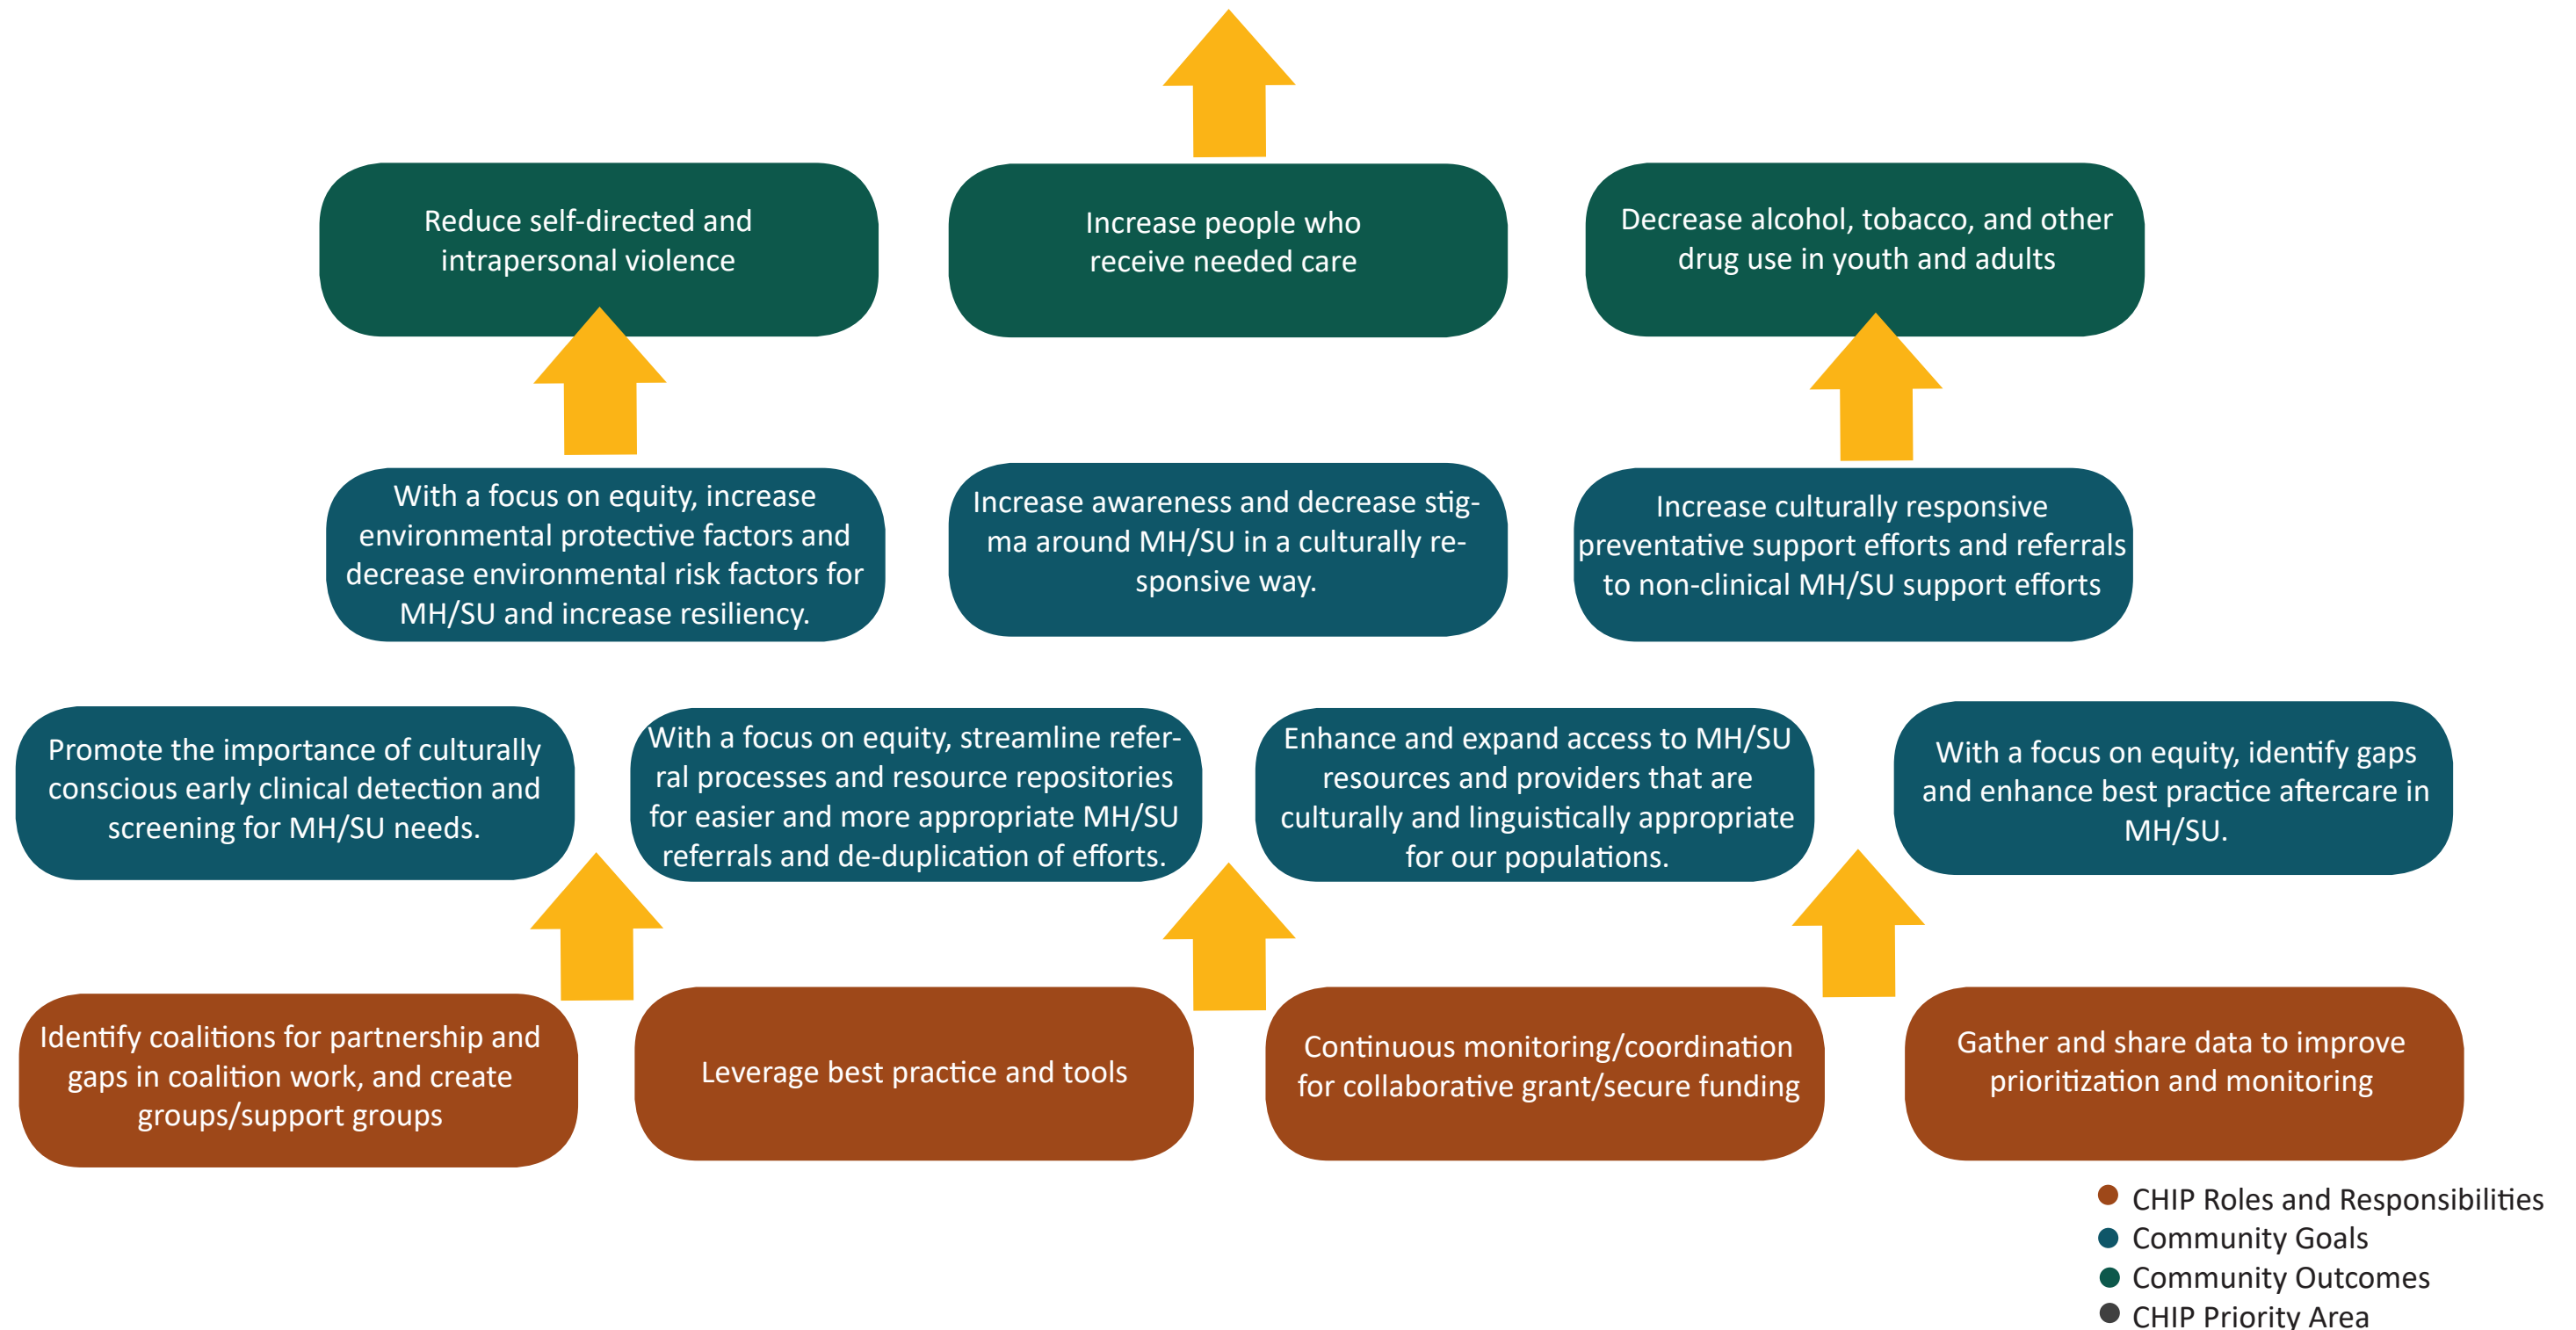 Reduce self-directed and
intrapersonal violence
Increase people who
receive needed care
Decrease alcohol, tobacco, and other
drug use in youth and adults
With a focus on equity, increase
environmental protective factors and
decrease environmental risk factors for
MH/SU and increase resiliency.
Increase awareness and decrease stig-
ma around MH/SU in a culturally re-
sponsive way.
Increase culturally responsive
preventative support efforts and referrals
to non-clinical MH/SU support efforts
Promote the importance of culturally
conscious early clinical detection and
screening for MH/SU needs.
With a focus on equity, streamline refer-
ral processes and resource repositories
for easier and more appropriate MH/SU
referrals and de-duplication of efforts.
Enhance and expand access to MH/SU
resources and providers that are
culturally and linguistically appropriate
for our populations.
With a focus on equity, identify gaps
and enhance best practice aftercare in
MH/SU.
Identify coalitions for partnership and
gaps in coalition work, and create
groups/support groups
Leverage best practice and tools
Continuous monitoring/coordination
for collaborative grant/secure funding
Gather and share data to improve
prioritization and monitoring
CHIP Roles and Responsibilities
Community Goals
Community Outcomes
CHIP Priority Area